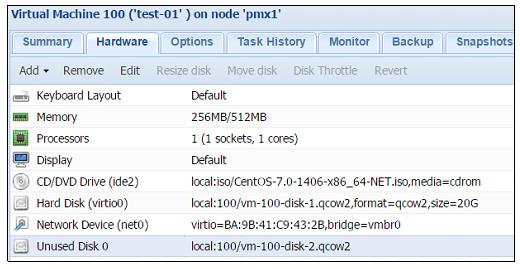 Virtual Machine 100 ('test-01' ) on node 'pmx1'
Summary Hardware Options Task History Monitor Backup Snapshots
Add Remove Edit Resize disk Move disk Disk Throttle Revert
Keyboard Layout Default
Memory 256MB/512MB
Processors 1 (1 sockets, 1 cores)
Display Default
CD/DVD Drive (ide2) local:iso/CentOS-7.0-1406-x86_64-NET.iso,media=cdrom
Hard Disk (virtio0) local:100/vm-100-disk-1.qcow2,format=qcow2,size=20G
Network Device (net0) virtio=BA:9B:41:C9:43:2B,bridge=vmbr0
Unused Disk 0 local:100/vm-100-disk-2.qcow2